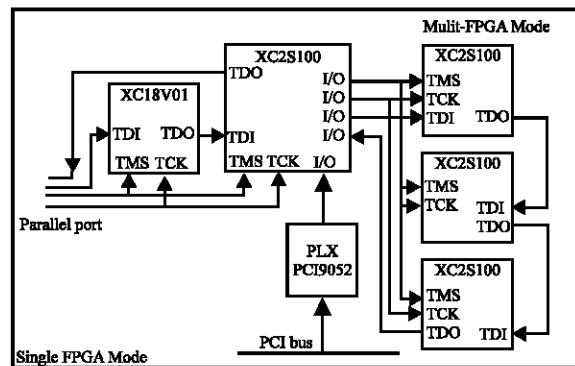 Mulit-FPGA Mode
XC2S100
TDO
I/O
I/O
I/O
I/O
TDI
TMS TCK I/O
XC18V01
TDI TDO
TMS TCK
XC2S100
TMS
TCK
TDI
TDO
XC2S100
TMS
TCK
TDI
TDO
XC2S100
TMS
TCK
TDO TDI
Parallel port
PLX
PCI9052
PCI bus
Single FPGA Mode